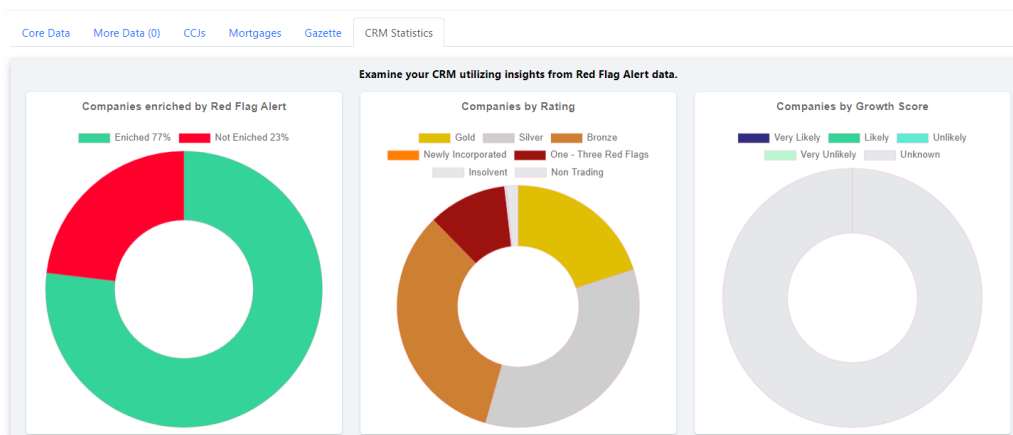 Core Data More Data (0) CCJs Mortgages Gazette CRM Statistics
Examine your CRM utilizing insights from Red Flag Alert data.
Companies enriched by Red Flag Alert
Eniched 77% Not Eniched 23%
Companies by Rating
Gold Silver Bronze
Newly Incorporated One - Three Red Flags
Insolvent Non Trading
Companies by Growth Score
Very Likely Likely Unlikely
Very Unlikely Unknown